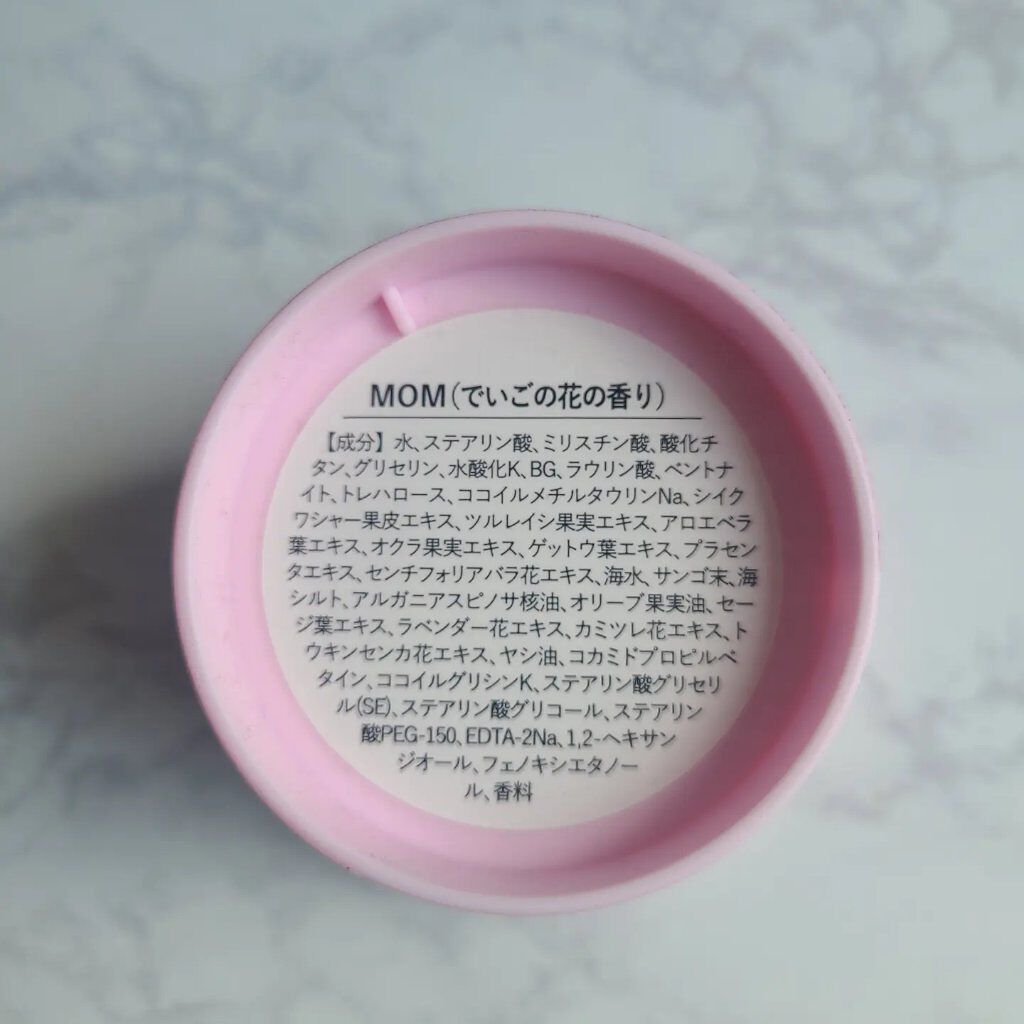 MOM(でいごの花の香り)
【成分】水、ステアリン酸、ミリスチン酸、酸化チ
タン、グリセリン、水酸化K、BG、ラウリン酸、ベントナ
イト、トレハロース、ココイルメチルタウリンNa、シイク
ワシャー果皮エキス、ツルレイシ果実エキス、アロエベラ
葉エキス、オクラ果実エキス、ゲットウ葉エキス、プラセン
タエキス、センチフォリアバラ花エキス、海水、サンゴ末、海
シルト、アルガニアスピノサ核油、オリーブ果実油、セー
ジ葉エキス、ラベンダー花エキス、カミツレ花エキス、ト
ウキンセンカ花エキス、ヤシ油、コカミドプロピルベ
タイン、ココイルグリシンK、ステアリン酸グリセリ
ル(SE)、ステアリン酸グリコール、ステアリン
酸PEG-150、EDTA-2Na、1,2-ヘキサン
ジオール、フェノキシエタノー
ル、香料